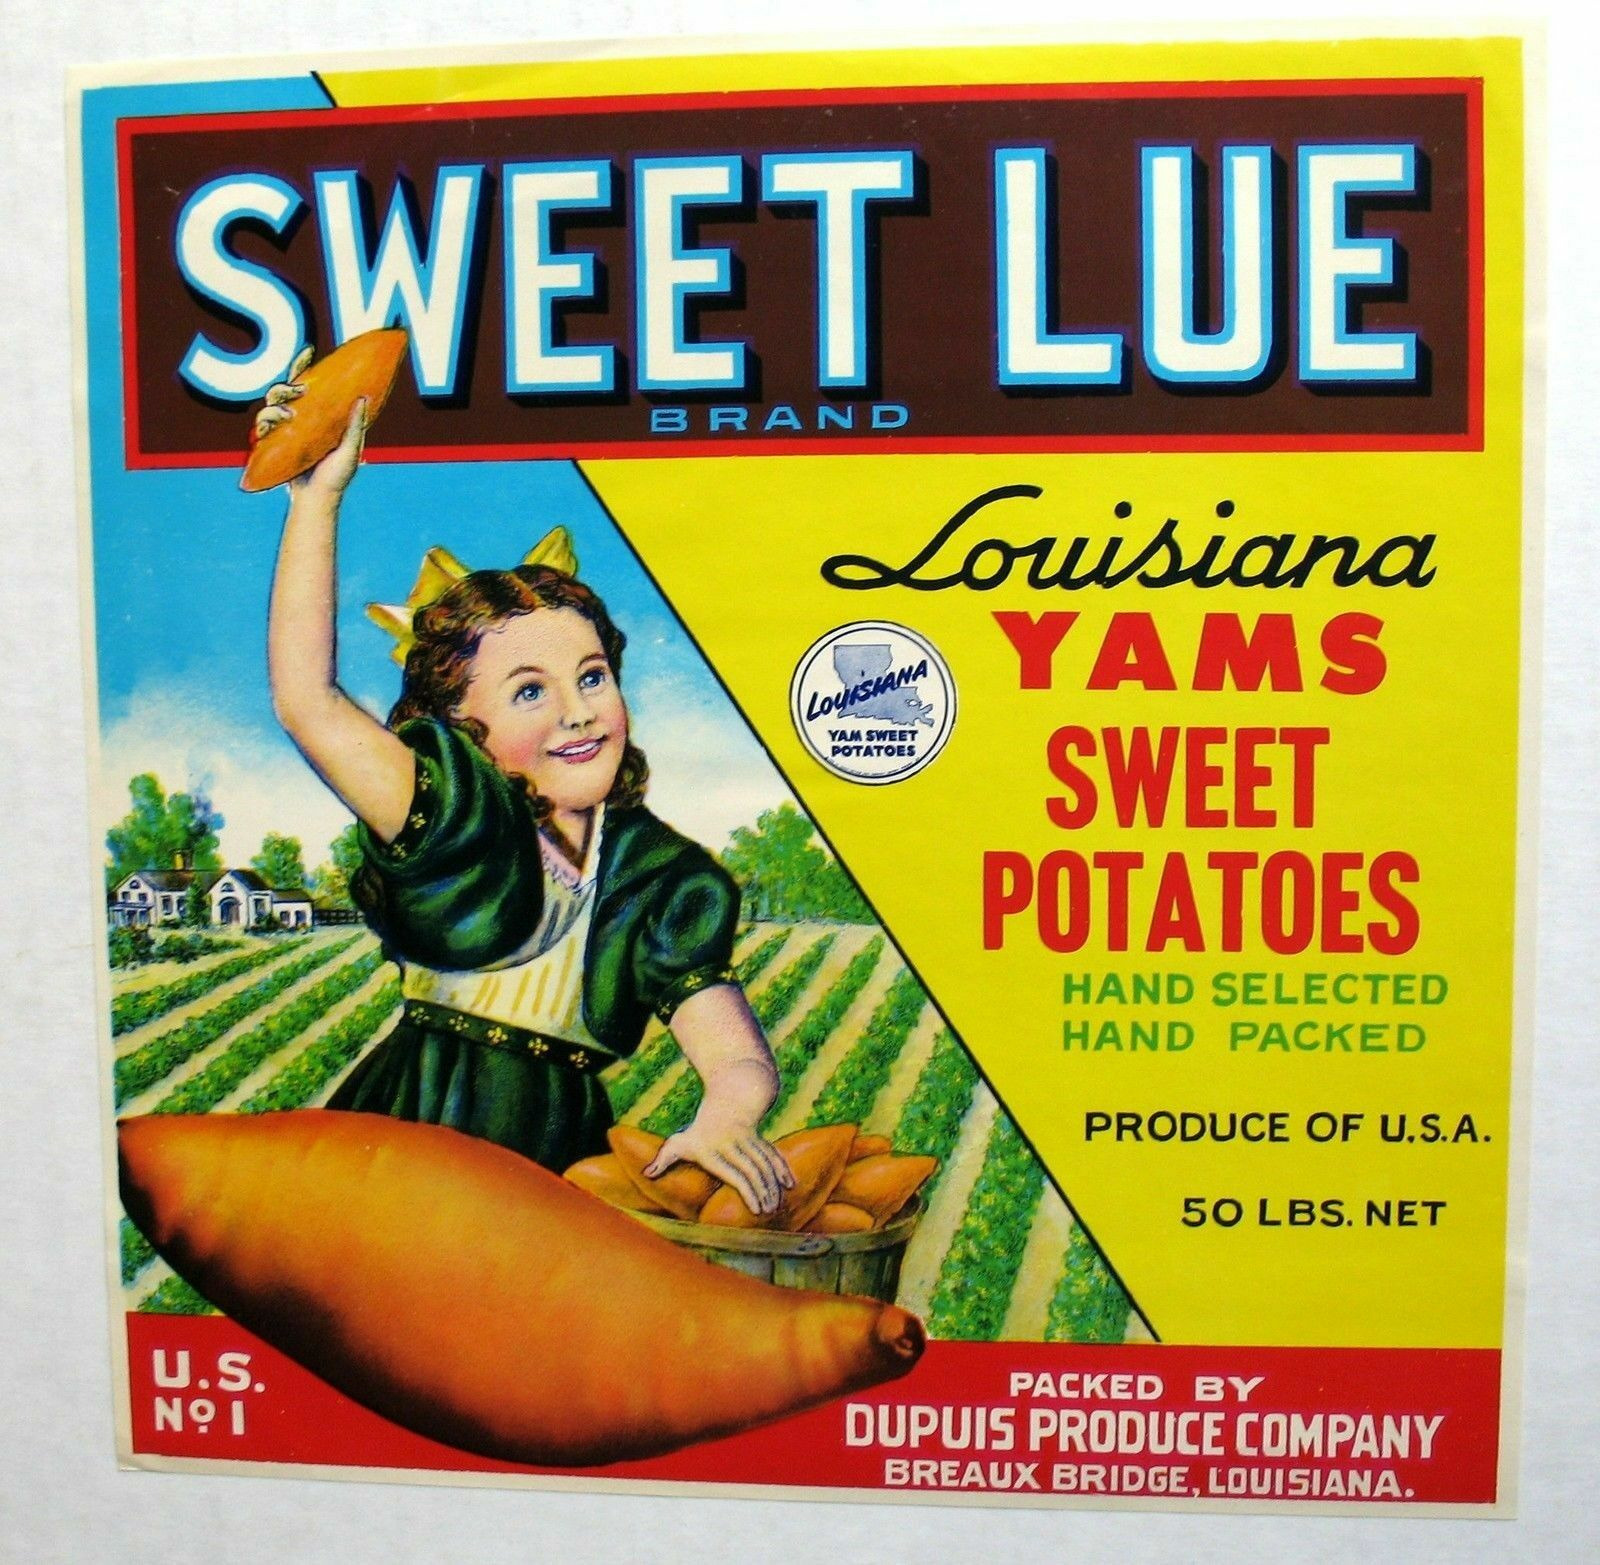 SWEET LUE
BRAND
Louisiana
YAMS
LOUISIANA
YAM SWEET
POTATOES
SWEET
POTATOES
HAND SELECTED
HAND PACKED
PRODUCE OF U.S.A.
50 LBS. NET
U.S.
Nº 1
PACKED BY
DUPUIS PRODUCE COMPANY
BREAUX BRIDGE, LOUISIANA.